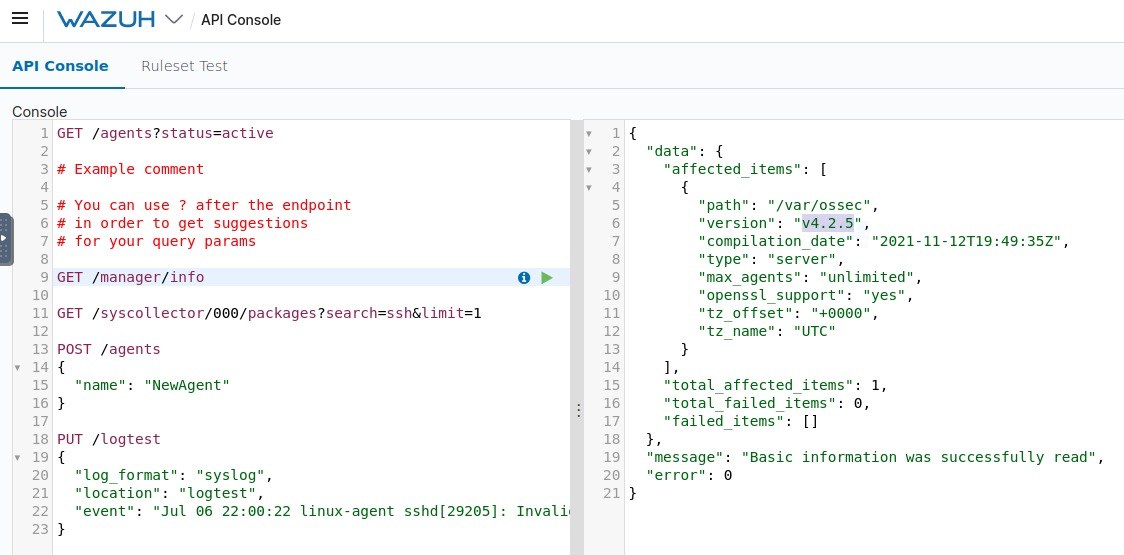 WAZUH / API Console
API Console Ruleset Test
Console
1 GET /agents?status=active
2
3 # Example comment
4
5 # You can use ? after the endpoint
6 # in order to get suggestions
7 # for your query params
8
9 GET /manager/info
10
11 GET /syscollector/000/packages?search=ssh&limit=1
12
13 POST /agents
14 {
15 "name": "NewAgent"
16 }
17
18 PUT /logtest
19 {
20 "log_format": "syslog",
21 "location": "logtest",
22 "event": "Jul 06 22:00:22 linux-agent sshd[29205]: Invali
23 }
1 {
2 "data": {
3 "affected_items": [
4 {
5 "path": "/var/ossec",
6 "version": "v4.2.5",
7 "compilation_date": "2021-11-12T19:49:35Z",
8 "type": "server",
9 "max_agents": "unlimited",
10 "openssl_support": "yes",
11 "tz_offset": "+0000",
12 "tz_name": "UTC"
13 }
14 ],
15 "total_affected_items": 1,
16 "total_failed_items": 0,
17 "failed_items": []
18 },
19 "message": "Basic information was successfully read",
20 "error": 0
21 }